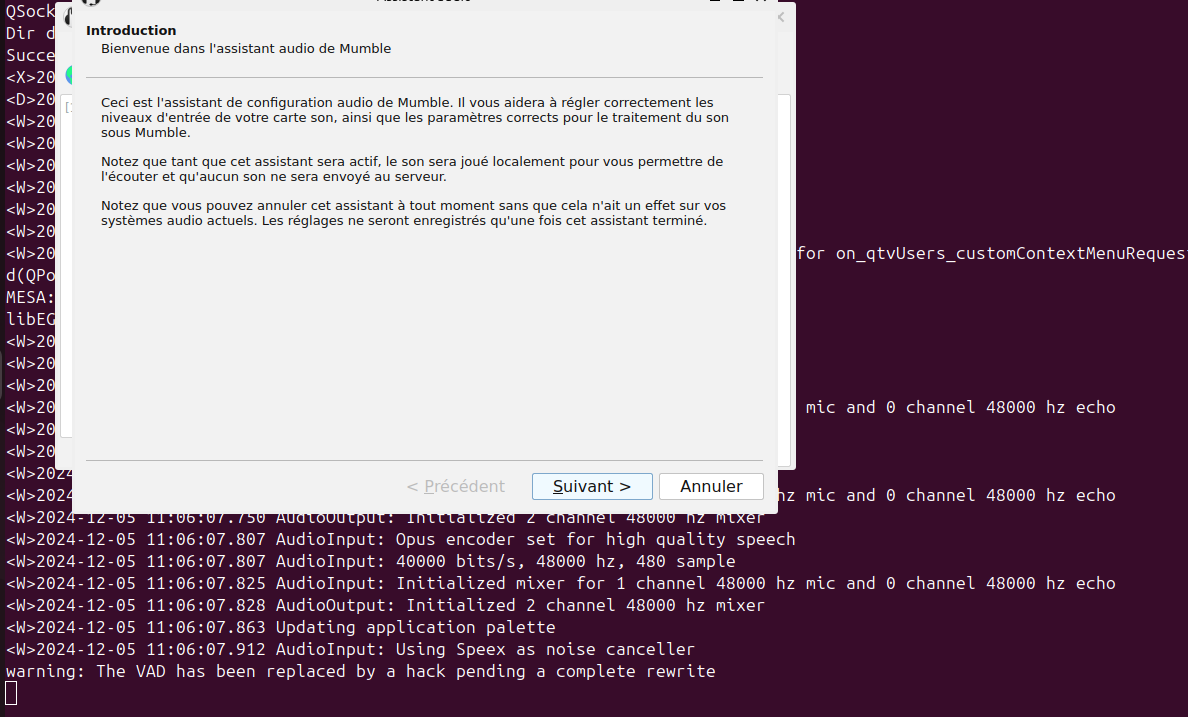 QSock
Dir d
Succe
<X>20
<D>20
<W>20
<W>20
<W>20
<W>20
<W>20
<W>20
<W>20
d(QPo
MESA:
libEG
<W>20
<W>20
<W>20
<W>20
<W>20
<W>20
Introduction
Bienvenue dans l'assistant audio de Mumble
Ceci est l'assistant de configuration audio de Mumble. Il vous aidera à régler correctement les
niveaux d'entrée de votre carte son, ainsi que les paramètres corrects pour le traitement du son
sous Mumble.
Notez que tant que cet assistant sera actif, le son sera joué localement pour vous permettre de
l'écouter et qu'aucun son ne sera envoyé au serveur.
Notez que vous pouvez annuler cet assistant à tout moment sans que cela n'ait un effet sur vos
systèmes audio actuels. Les réglages ne seront enregistrés qu'une fois cet assistant terminé.
< Précédent
Suivant >
Annuler
for on_qtvUsers_customContextMenuReques
mic and 0 channel 48000 hz echo
<W>2024
<W>2024 hz mic and 0 channel 48000 hz echo
<W>2024-12-05 11:06:07.750 AudioOutput: Initialized 2 channel 48000 hz mixer
<W>2024-12-05 11:06:07.807 AudioInput: Opus encoder set for high quality speech
<W>2024-12-05 11:06:07.807 AudioInput: 40000 bits/s, 48000 hz, 480 sample
<W>2024-12-05 11:06:07.825 AudioInput: Initialized mixer for 1 channel 48000 hz mic and 0 channel 48000 hz echo
<W>2024-12-05 11:06:07.828 AudioOutput: Initialized 2 channel 48000 hz mixer
<W>2024-12-05 11:06:07.863 Updating application palette
<W>2024-12-05 11:06:07.912 AudioInput: Using Speex as noise canceller
warning: The VAD has been replaced by a hack pending a complete rewrite